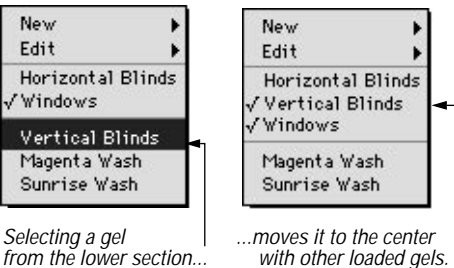 New
Edit
Horizontal Blinds
√ Windows
Vertical Blinds
Magenta Wash
Sunrise Wash
Selecting a gel
from the lower section...
New
Edit
Horizontal Blinds
√ Vertical Blinds
√ Windows
Magenta Wash
Sunrise Wash
...moves it to the center
with other loaded gels.